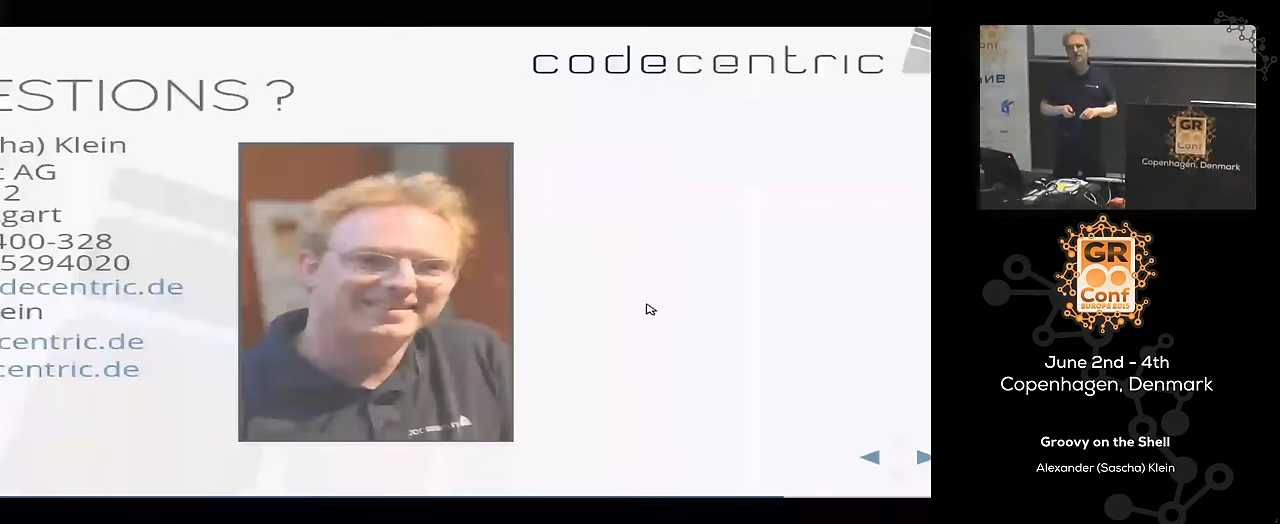 codecentric
ESTIONS ?
ha) Klein
t AG
2
gart
400-328
5294020
decentric.de
ein
centric.de
centric.de
GR
Conf
Copenhagen, Denmark
GR
Conf
EUROPE 2015
June 2nd - 4th
Copenhagen, Denmark
Groovy on the Shell
Alexander (Sascha) Klein